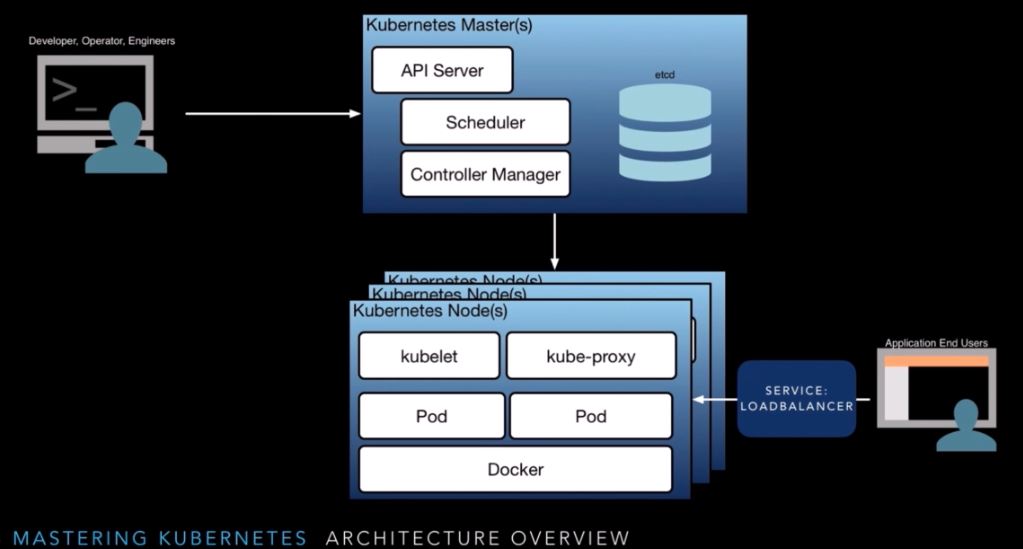 Kubernetes Master(s)
Developer, Operator, Engineers
>_
API Server
etcd
Scheduler
Controller Manager
Kubernetes Node(s)
Kubernetes Node(s)
Kubernetes Node(s)
kubelet
kube-proxy
Application End Users
Pod
Pod
SERVICE:
LOADBALANCER
Docker
MASTERING KUBERNETES ARCHITECTURE OVERVIEW